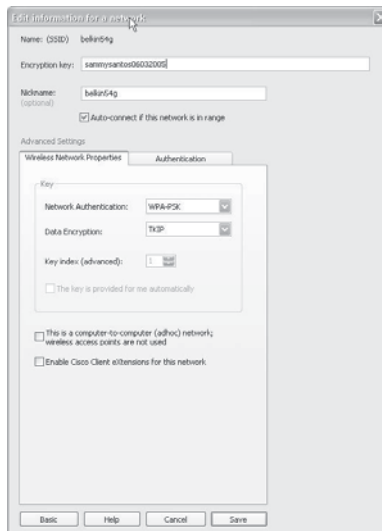 Edit information for a network
Name: (SSID) belkin54g
Encryption key: sammysantos06032005
Nickname: belkin54g
(optional)
Auto-connect if this network is in range
Advanced Settings
Wireless Network Properties Authentication
Key
Network Authentication: WPA-PSK
Data Encryption: TKIP
Key index (advanced): 1
The key is provided for me automatically
This is a computer-to-computer (adhoc) network;
wireless access points are not used
Enable Cisco Client eXtensions for this network
Basic Help Cancel Save